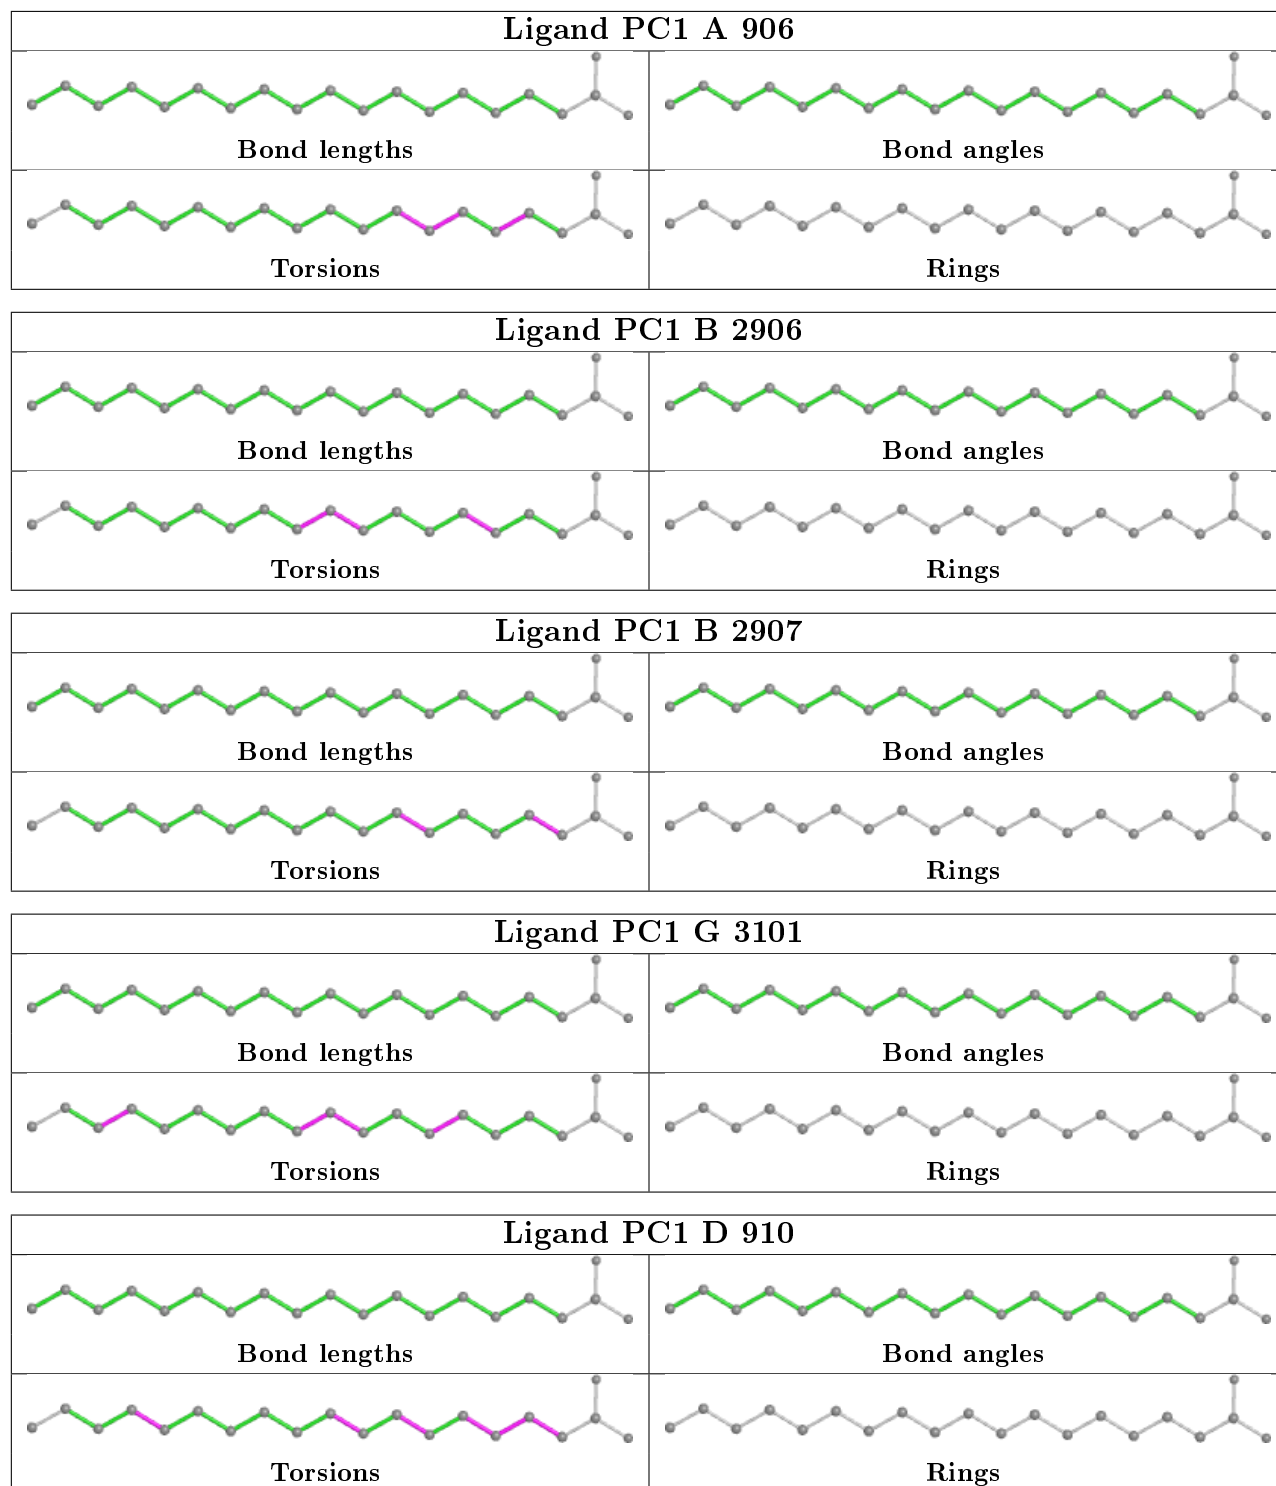 Ligand PC1 A 906
Bond lengths
Bond angles
Torsions
Rings
Ligand PC1 B 2906
Bond lengths
Bond angles
Torsions
Rings
Ligand PC1 B 2907
Bond lengths
Bond angles
Torsions
Rings
Ligand PC1 G 3101
Bond lengths
Bond angles
Torsions
Rings
Ligand PC1 D 910
Bond lengths
Bond angles
Torsions
Rings